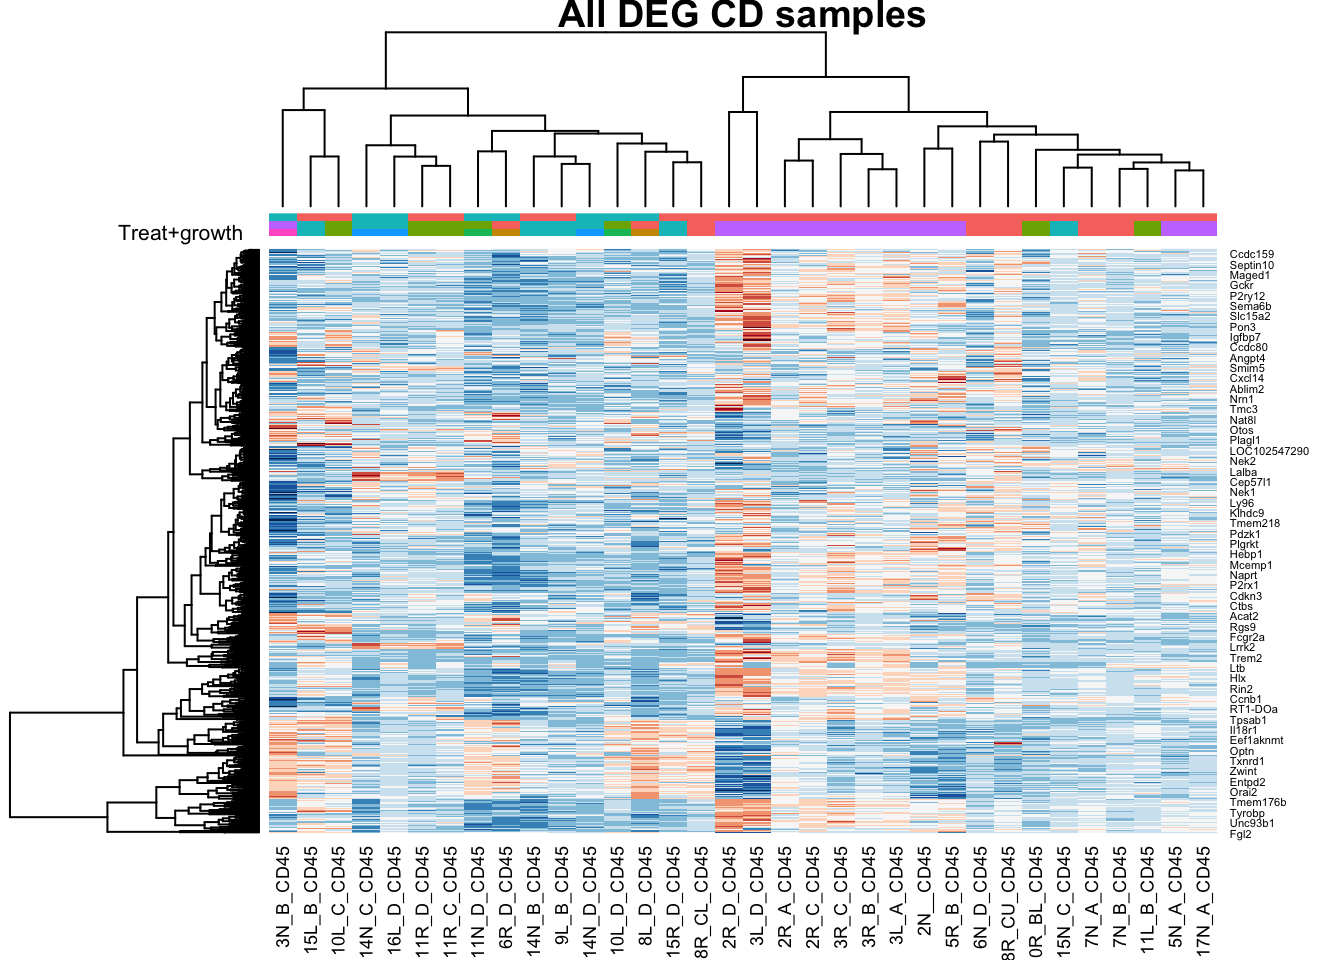 All DEG CD samples
Treat+growth
Ccdc159
Septin10
Maged1
Gckr
P2ry12
Sema6b
Slc15a2
Pon3
Igfbp7
Ccdc80
Angpt4
Smim5
Cxcl14
Ablim2
Nrn1
Tmc3
Nat8l
Otos
Plagl1
LOC102547290
Nek2
Lalba
Cep57l1
Nek1
Ly96
Klhdc9
Tmem218
Pdzk1
Plgrkt
Hebp1
Mcemp1
Naprt
P2rx1
Cdkn3
Ctbs
Acat2
Rgs9
Fcgr2a
Lrrk2
Trem2
Ltb
Hlx
Rin2
Ccnb1
RT1-DOa
Tpsab1
Il18r1
Eef1aknmt
Optn
Txnrd1
Zwint
Entpd2
Orai2
Tmem176b
Tyrobp
Unc93b1
Fgl2
3N_B_CD45
15L_B_CD45
10L_C_CD45
14N_C_CD45
16L_D_CD45
11R_D_CD45
11R_C_CD45
11N_D_CD45
6R_D_CD45
14N_B_CD45
9L_B_CD45
14N_D_CD45
10L_D_CD45
8L_D_CD45
15R_D_CD45
8R_CL_CD45
2R_D_CD45
3L_D_CD45
2R_A_CD45
2R_C_CD45
3R_C_CD45
3R_B_CD45
3L_A_CD45
2N__CD45
5R_B_CD45
6N_D_CD45
8R_CU_CD45
0R_BL_CD45
15N_C_CD45
7N_A_CD45
7N_B_CD45
11L_B_CD45
5N_A_CD45
17N_A_CD45